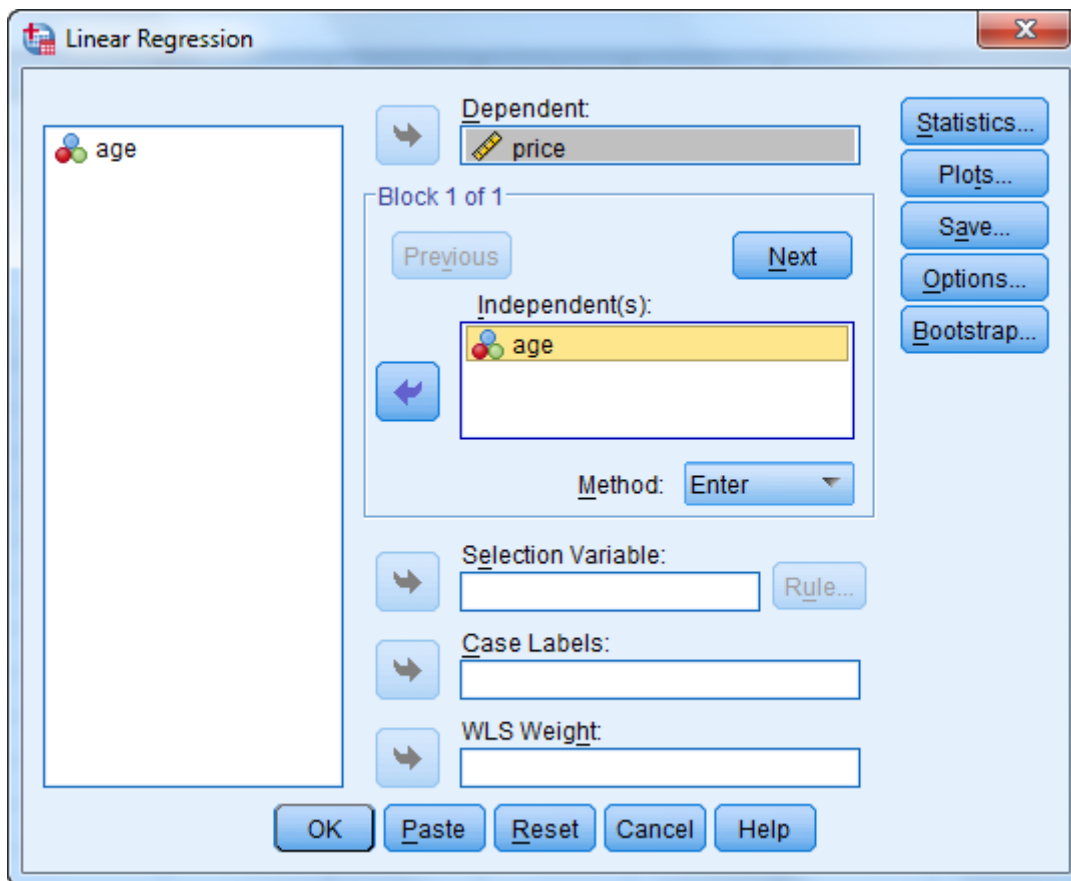 Linear Regression
age
Dependent:
price
Statistics...
Plots...
Save...
Options...
Bootstrap...
Block 1 of 1
Previous
Next
Independent(s):
age
Method: Enter
Selection Variable:
Rule...
Case Labels:
WLS Weight:
OK Paste Reset Cancel Help